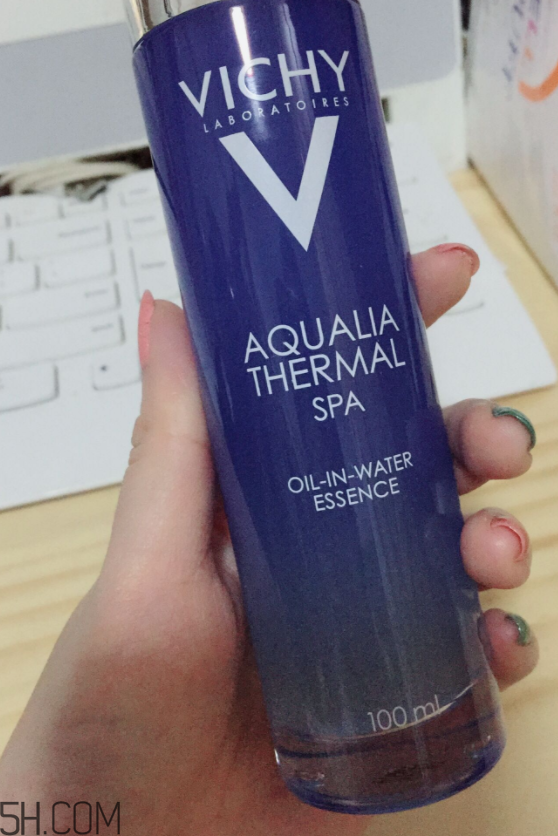 VICHY
LABORATOIRES
AQUALIA
THERMAL
SPA
OIL-IN-WATER
ESSENCE
100 ml
5H.COM